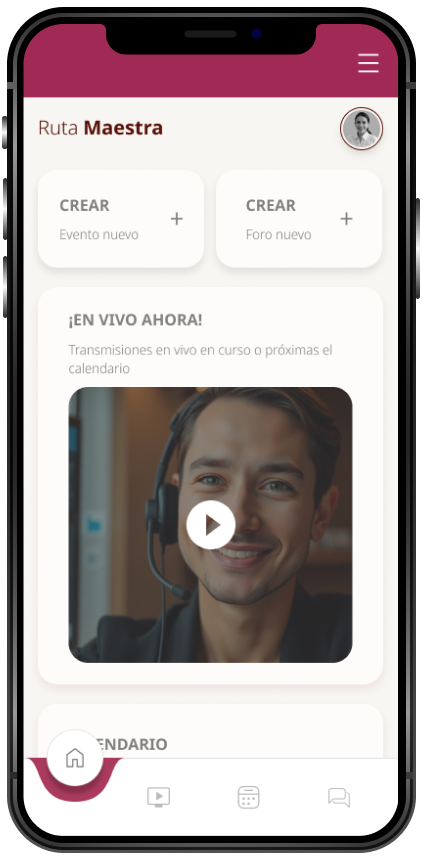 Ruta Maestra
CREAR
Evento nuevo
CREAR
Foro nuevo
¡EN VIVO AHORA!
Transmisiones en vivo en curso o próximas el
calendario
ENDARIO